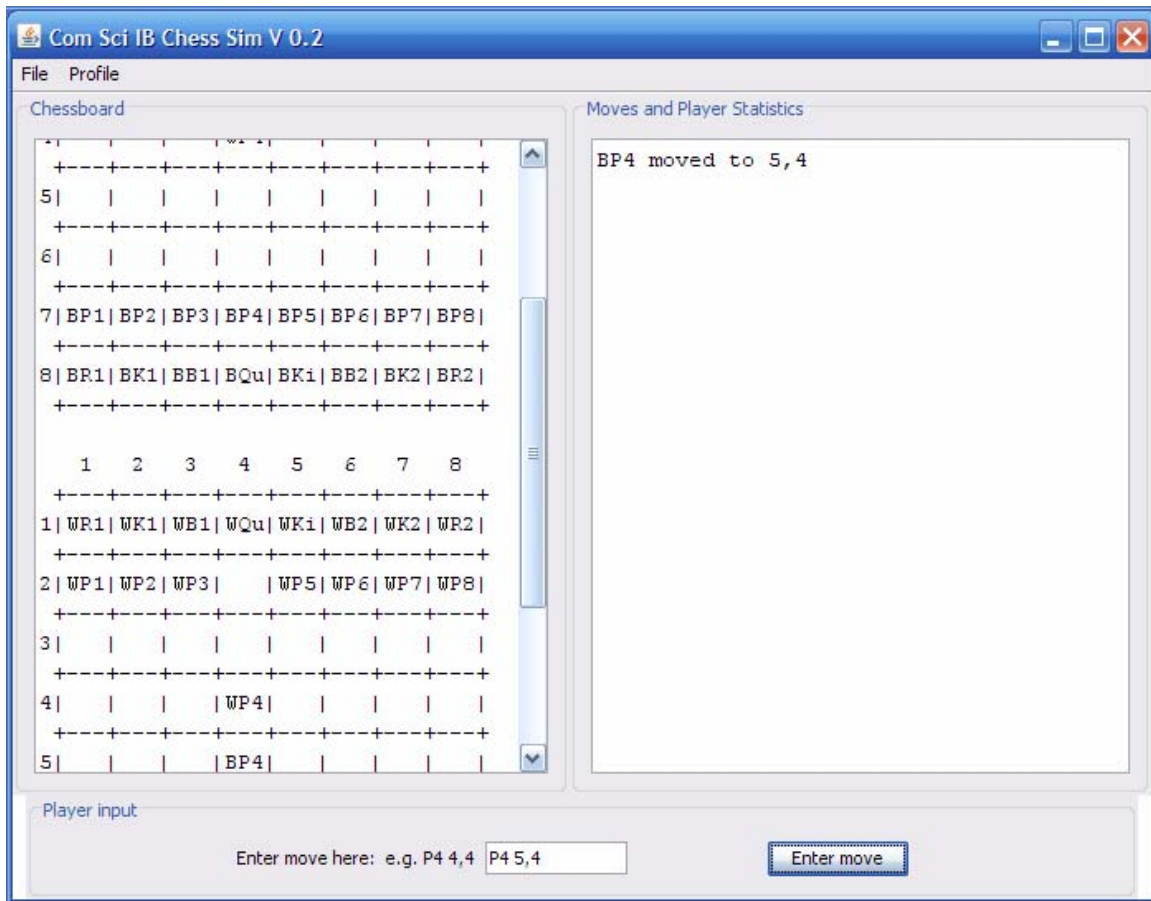 Com Sci IB Chess Sim V 0.2
File Profile
Chessboard
+---+---+---+---+---+---+---+---+
5|   |   |   |   |   |   |   |   |
+---+---+---+---+---+---+---+---+
6|   |   |   |   |   |   |   |   |
+---+---+---+---+---+---+---+---+
7|BP1|BP2|BP3|BP4|BP5|BP6|BP7|BP8|
+---+---+---+---+---+---+---+---+
8|BR1|BK1|BB1|BQu|BKi|BB2|BK2|BR2|
+---+---+---+---+---+---+---+---+
1   2   3   4   5   6   7   8
+---+---+---+---+---+---+---+---+
1|WR1|WK1|WB1|WQu|WKi|WB2|WK2|WR2|
+---+---+---+---+---+---+---+---+
2|WP1|WP2|WP3|   |WP5|WP6|WP7|WP8|
+---+---+---+---+---+---+---+---+
3|   |   |   |   |   |   |   |   |
+---+---+---+---+---+---+---+---+
4|   |   |   |WP4|   |   |   |   |
+---+---+---+---+---+---+---+---+
5|   |   |   |BP4|   |   |   |   |
Moves and Player Statistics
BP4 moved to 5,4
Player input
Enter move here: e.g. P4 4,4 P4 5,4 Enter move